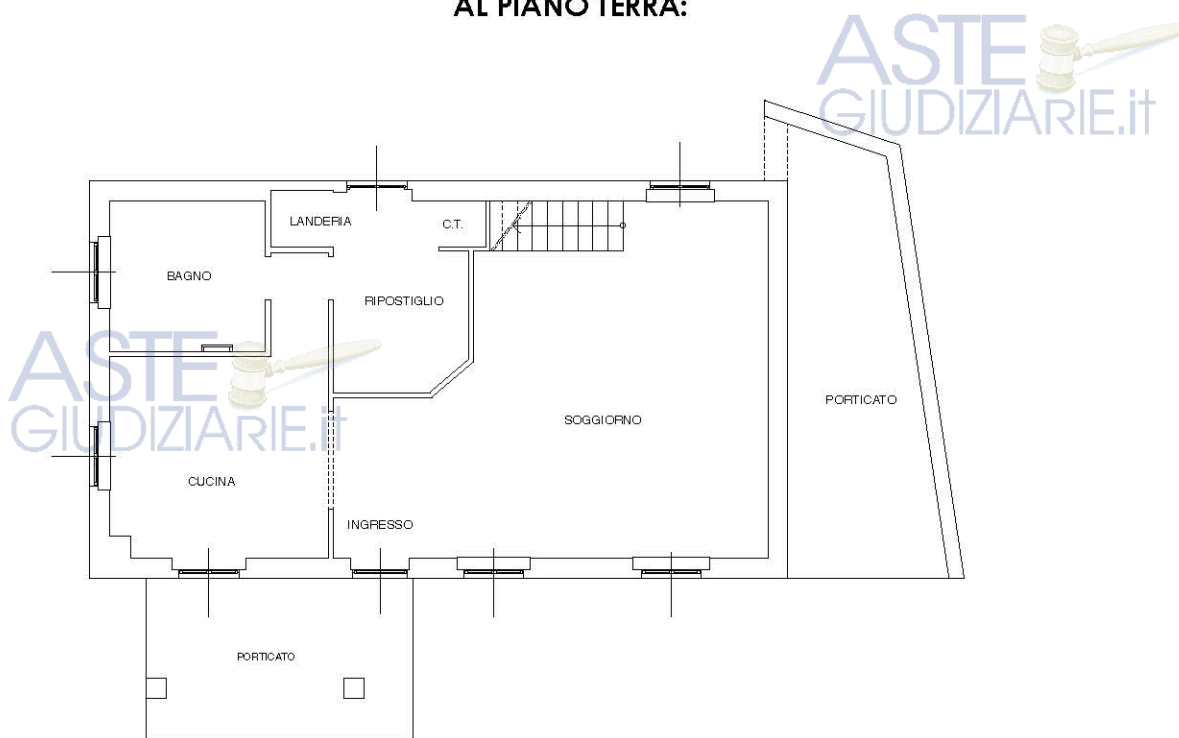 AL PIANO TERRA:
ASTE
GIUDIZIARIE.it
LANDERIA
C.T.
BAGNO
RIPOSTIGLIO
ASTE
GIUDIZIARIE.it
PORTICATO
SOGGIORNO
CUCINA
INGRESSO
PORTICATO